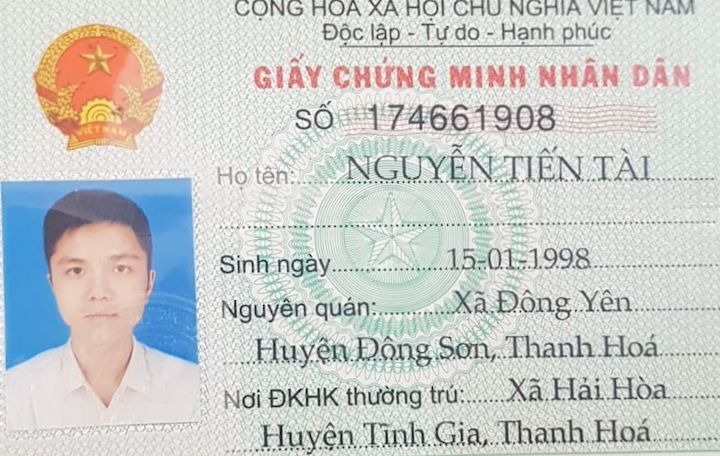 CỘNG HÒA XÃ HỘI CHỦ NGHĨA VIỆT NAM
Độc lập - Tự do - Hạnh phúc
GIẤY CHỨNG MINH NHÂN DÂN
SỐ 174661908
Họ tên: NGUYỄN TIẾN TÀI
Sinh ngày 15-01-1998
Nguyên quán: Xã Đông Yên
Huyện Đông Sơn, Thanh Hoá
Nơi ĐKHK thường trú: Xã Hải Hòa
Huyện Tĩnh Gia, Thanh Hoá
VIỆT NAM